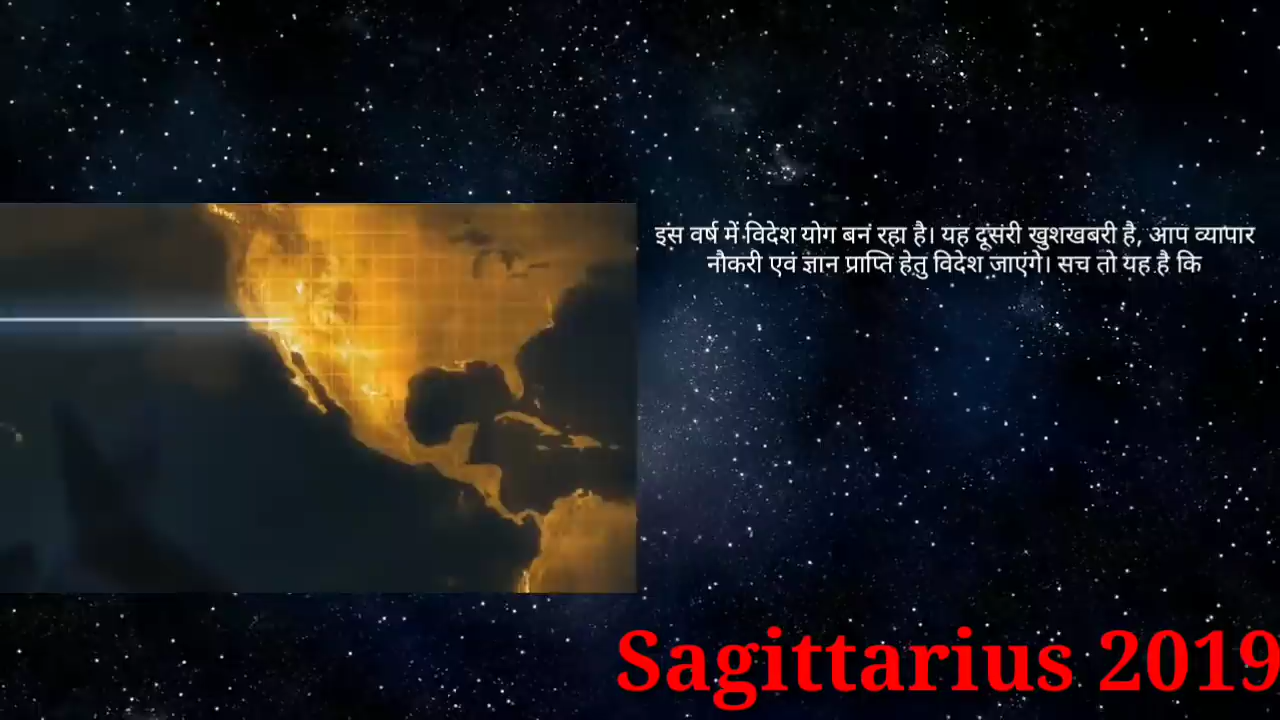 इस वर्ष में विदेश योग बन रहा है। यह दूसरी खुशखबरी है, आप व्यापार
नौकरी एवं ज्ञान प्राप्ति हेतु विदेश जाएंगे। सच तो यह है कि
Sagittarius 2019